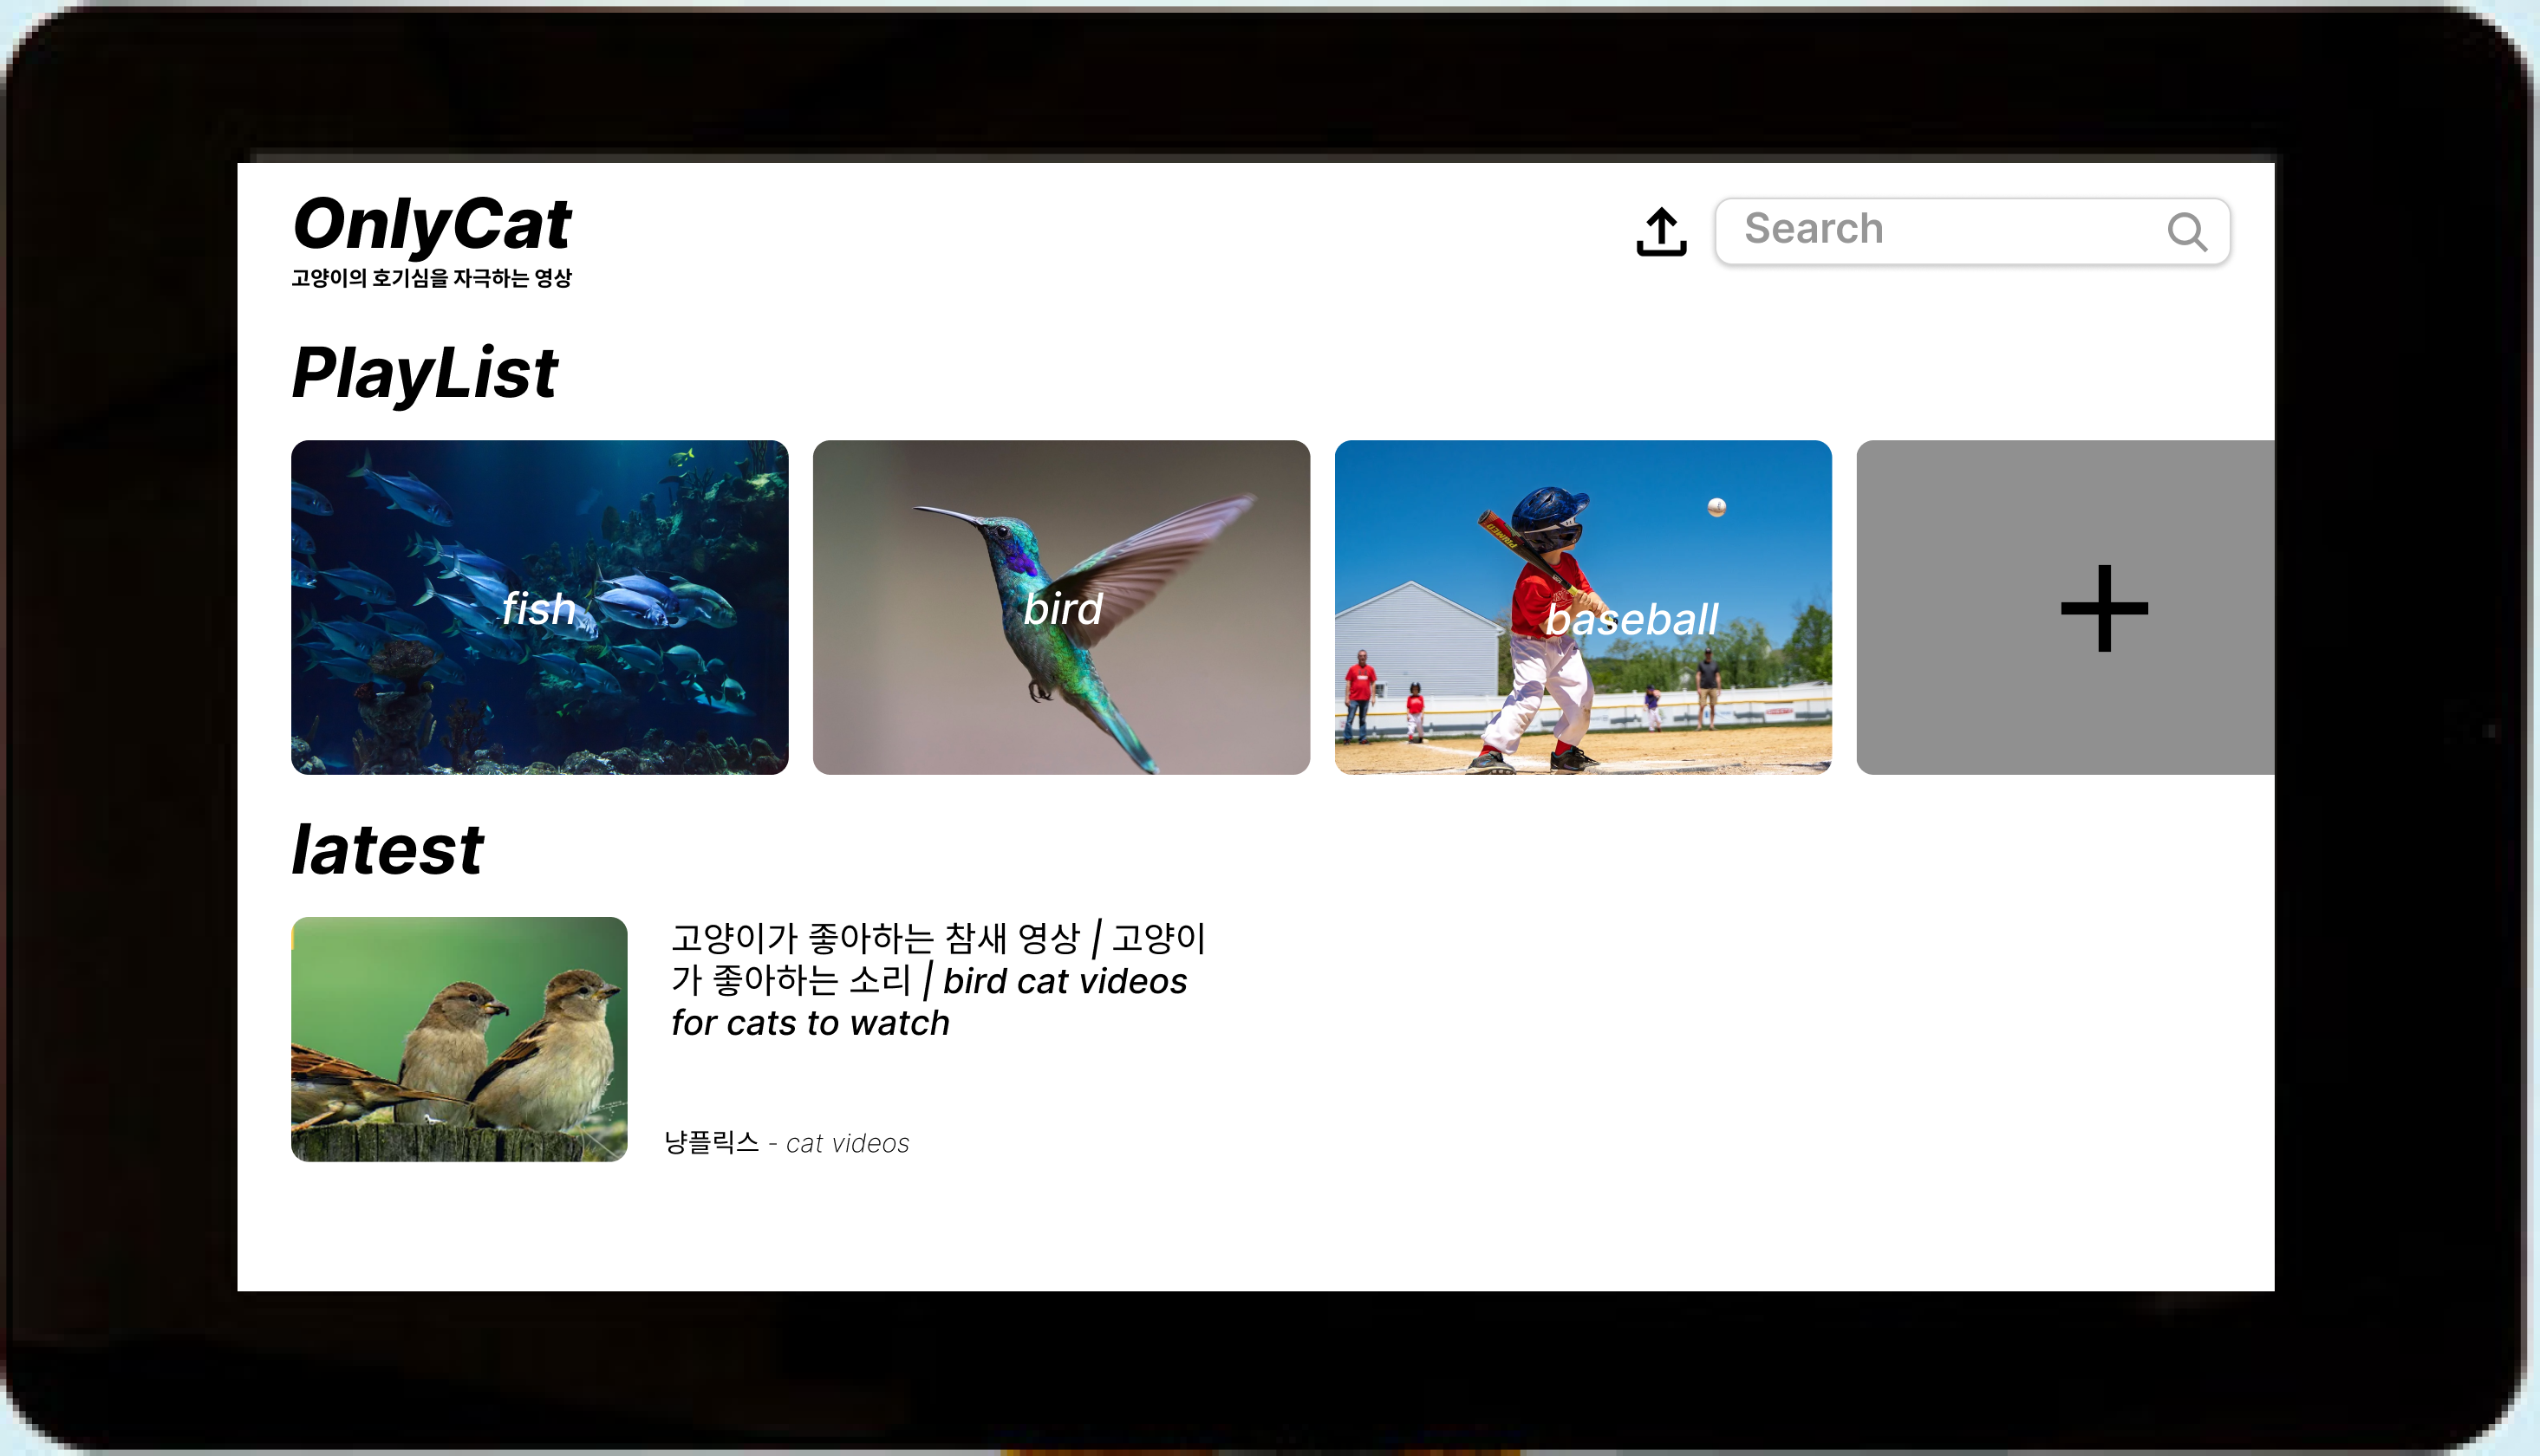 OnlyCat
고양이의 호기심을 자극하는 영상
Search
PlayList
fish
bird
baseball
latest
고양이가 좋아하는 참새 영상 | 고양이
가 좋아하는 소리 | bird cat videos
for cats to watch
냥플릭스 - cat videos